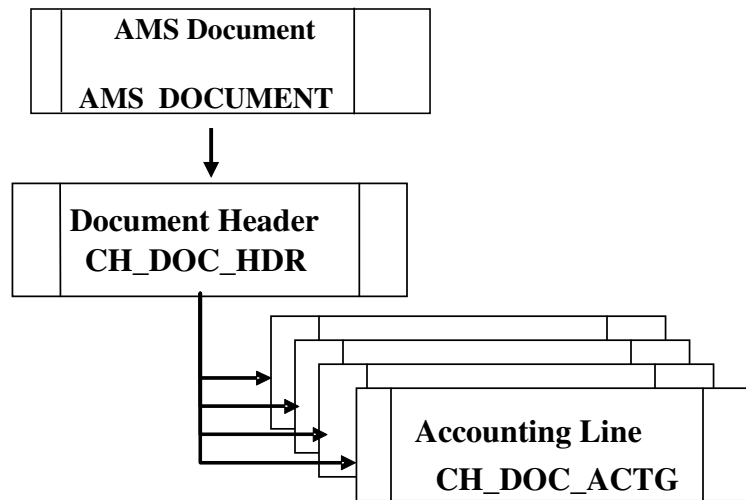 AMS Document
AMS DOCUMENT
Document Header
CH_DOC_HDR
Accounting Line
CH_DOC_ACTG